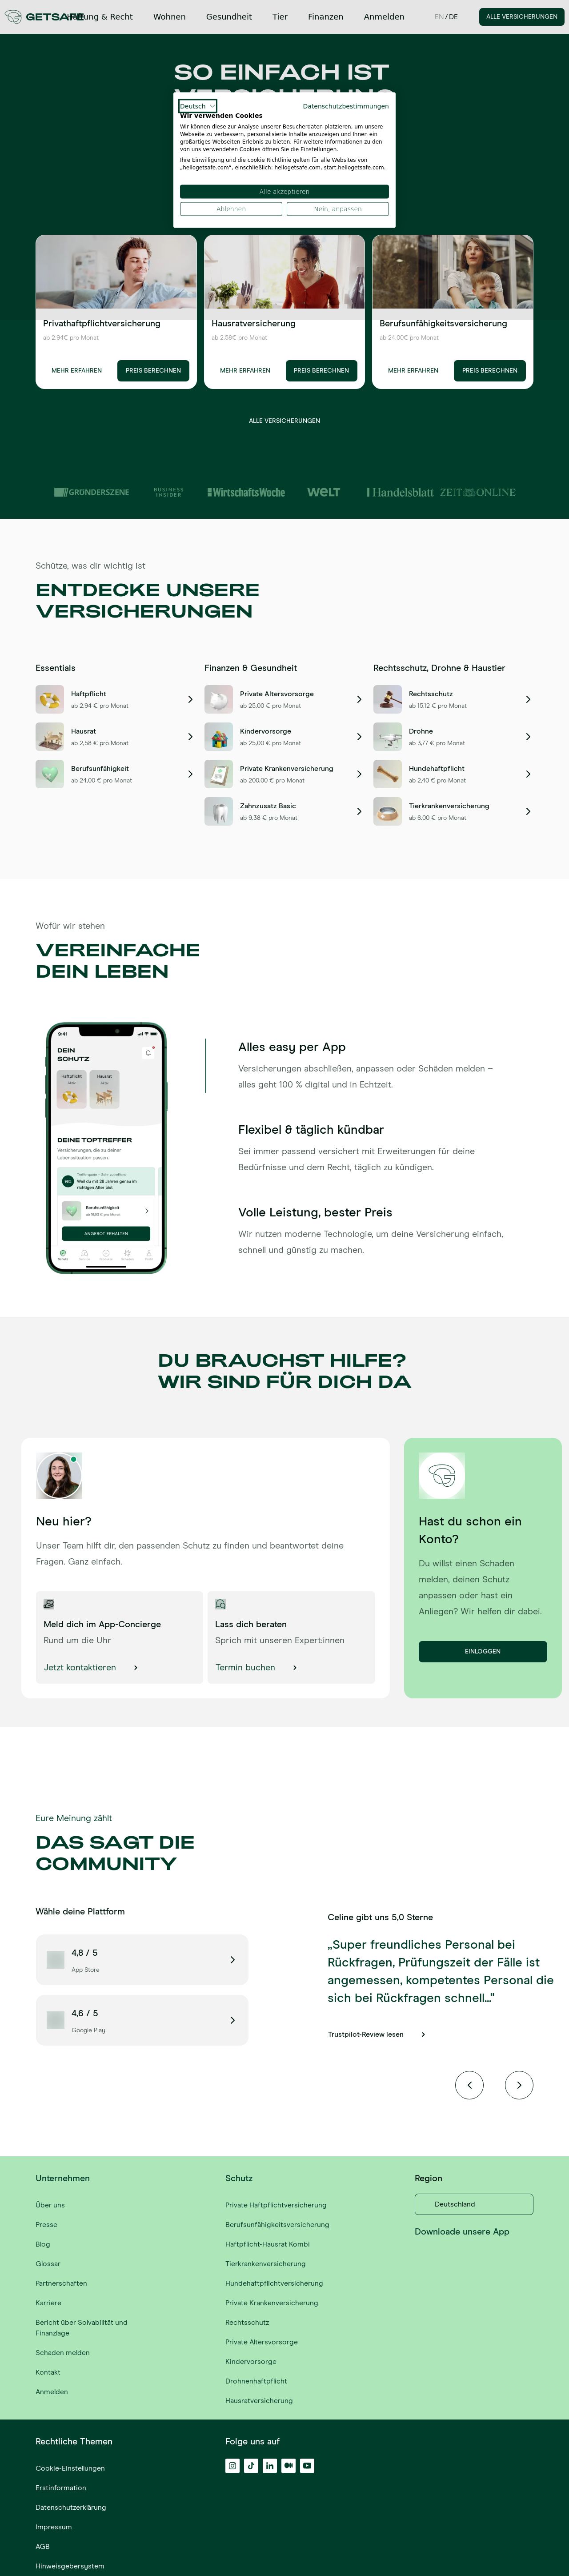 GETSAFE
Haftung & Recht
Wohnen
Gesundheit
Tier
Finanzen
Anmelden
EN / DE
ALLE VERSICHERUNGEN
SO EINFACH IST
Deutsch
Datenschutzbestimmungen
Wir verwenden Cookies
Wir können diese zur Analyse unserer Besucherdaten platzieren, um unsere
Webseite zu verbessern, personalisierte Inhalte anzuzeigen und Ihnen ein
großartiges Webseiten-Erlebnis zu bieten. Für weitere Informationen zu den
von uns verwendeten Cookies öffnen Sie die Einstellungen.
Ihre Einwilligung und die cookie Richtlinie gelten für alle Websites von
„hellogetsafe.com“, einschließlich: hellogetsafe.com, start.hellogetsafe.com.
Alle akzeptieren
Ablehnen
Nein, anpassen
Privathaftpflichtversicherung
ab 2,94€ pro Monat
MEHR ERFAHREN
PREIS BERECHNEN
Hausratversicherung
ab 2,58€ pro Monat
MEHR ERFAHREN
PREIS BERECHNEN
Berufsunfähigkeitsversicherung
ab 24,00€ pro Monat
MEHR ERFAHREN
PREIS BERECHNEN
ALLE VERSICHERUNGEN
GRÜNDERSZENE
BUSINESS
INSIDER
WirtschaftsWoche
WELT
Handelsblatt
ZEIT ONLINE
Schütze, was dir wichtig ist
ENTDECKE UNSERE
VERSICHERUNGEN
Essentials
Haftpflicht
ab 2,94 € pro Monat
Hausrat
ab 2,58 € pro Monat
Berufsunfähigkeit
ab 24,00 € pro Monat
Finanzen & Gesundheit
Private Altersvorsorge
ab 25,00 € pro Monat
Kindervorsorge
ab 25,00 € pro Monat
Private Krankenversicherung
ab 200,00 € pro Monat
Zahnzusatz Basic
ab 9,38 € pro Monat
Rechtsschutz, Drohne & Haustier
Rechtsschutz
ab 15,12 € pro Monat
Drohne
ab 3,77 € pro Monat
Hundehaftpflicht
ab 2,40 € pro Monat
Tierkrankenversicherung
ab 6,00 € pro Monat
Wofür wir stehen
VEREINFACHE
DEIN LEBEN
9:41
DEIN
SCHUTZ
Haftpflicht
Hausrat
DEINE TOPTREFFER
Versicherungen, die zu deiner
Lebenssituation passen.
98%
Weil du mit 28 Jahren genau im
richtigen Alter bist
Berufsunfähigkeit
ANGEBOT ERHALTEN
Alles easy per App
Versicherungen abschließen, anpassen oder Schäden melden –
alles geht 100 % digital und in Echtzeit.
Flexibel & täglich kündbar
Sei immer passend versichert mit Erweiterungen für deine
Bedürfnisse und dem Recht, täglich zu kündigen.
Volle Leistung, bester Preis
Wir nutzen moderne Technologie, um deine Versicherung einfach,
schnell und günstig zu machen.
DU BRAUCHST HILFE?
WIR SIND FÜR DICH DA
Neu hier?
Unser Team hilft dir, den passenden Schutz zu finden und beantwortet deine
Fragen. Ganz einfach.
Meld dich im App-Concierge
Rund um die Uhr
Jetzt kontaktieren
Lass dich beraten
Sprich mit unseren Expert:innen
Termin buchen
Hast du schon ein
Konto?
Du willst einen Schaden
melden, deinen Schutz
anpassen oder hast ein
Anliegen? Wir helfen dir dabei.
EINLOGGEN
Eure Meinung zählt
DAS SAGT DIE
COMMUNITY
Wähle deine Plattform
4,8 / 5
App Store
4,6 / 5
Google Play
Celine gibt uns 5,0 Sterne
„Super freundliches Personal bei
Rückfragen, Prüfungszeit der Fälle ist
angemessen, kompetentes Personal die
sich bei Rückfragen schnell..."
Trustpilot-Review lesen
Unternehmen
Über uns
Presse
Blog
Glossar
Partnerschaften
Karriere
Bericht über Solvabilität und
Finanzlage
Schaden melden
Kontakt
Anmelden
Schutz
Private Haftpflichtversicherung
Berufsunfähigkeitsversicherung
Haftpflicht-Hausrat Kombi
Tierkrankenversicherung
Hundehaftpflichtversicherung
Private Krankenversicherung
Rechtsschutz
Private Altersvorsorge
Kindervorsorge
Drohnenhaftpflicht
Hausratversicherung
Region
Deutschland
Downloade unsere App
Rechtliche Themen
Cookie-Einstellungen
Erstinformation
Datenschutzerklärung
Impressum
AGB
Hinweisgebersystem
Folge uns auf